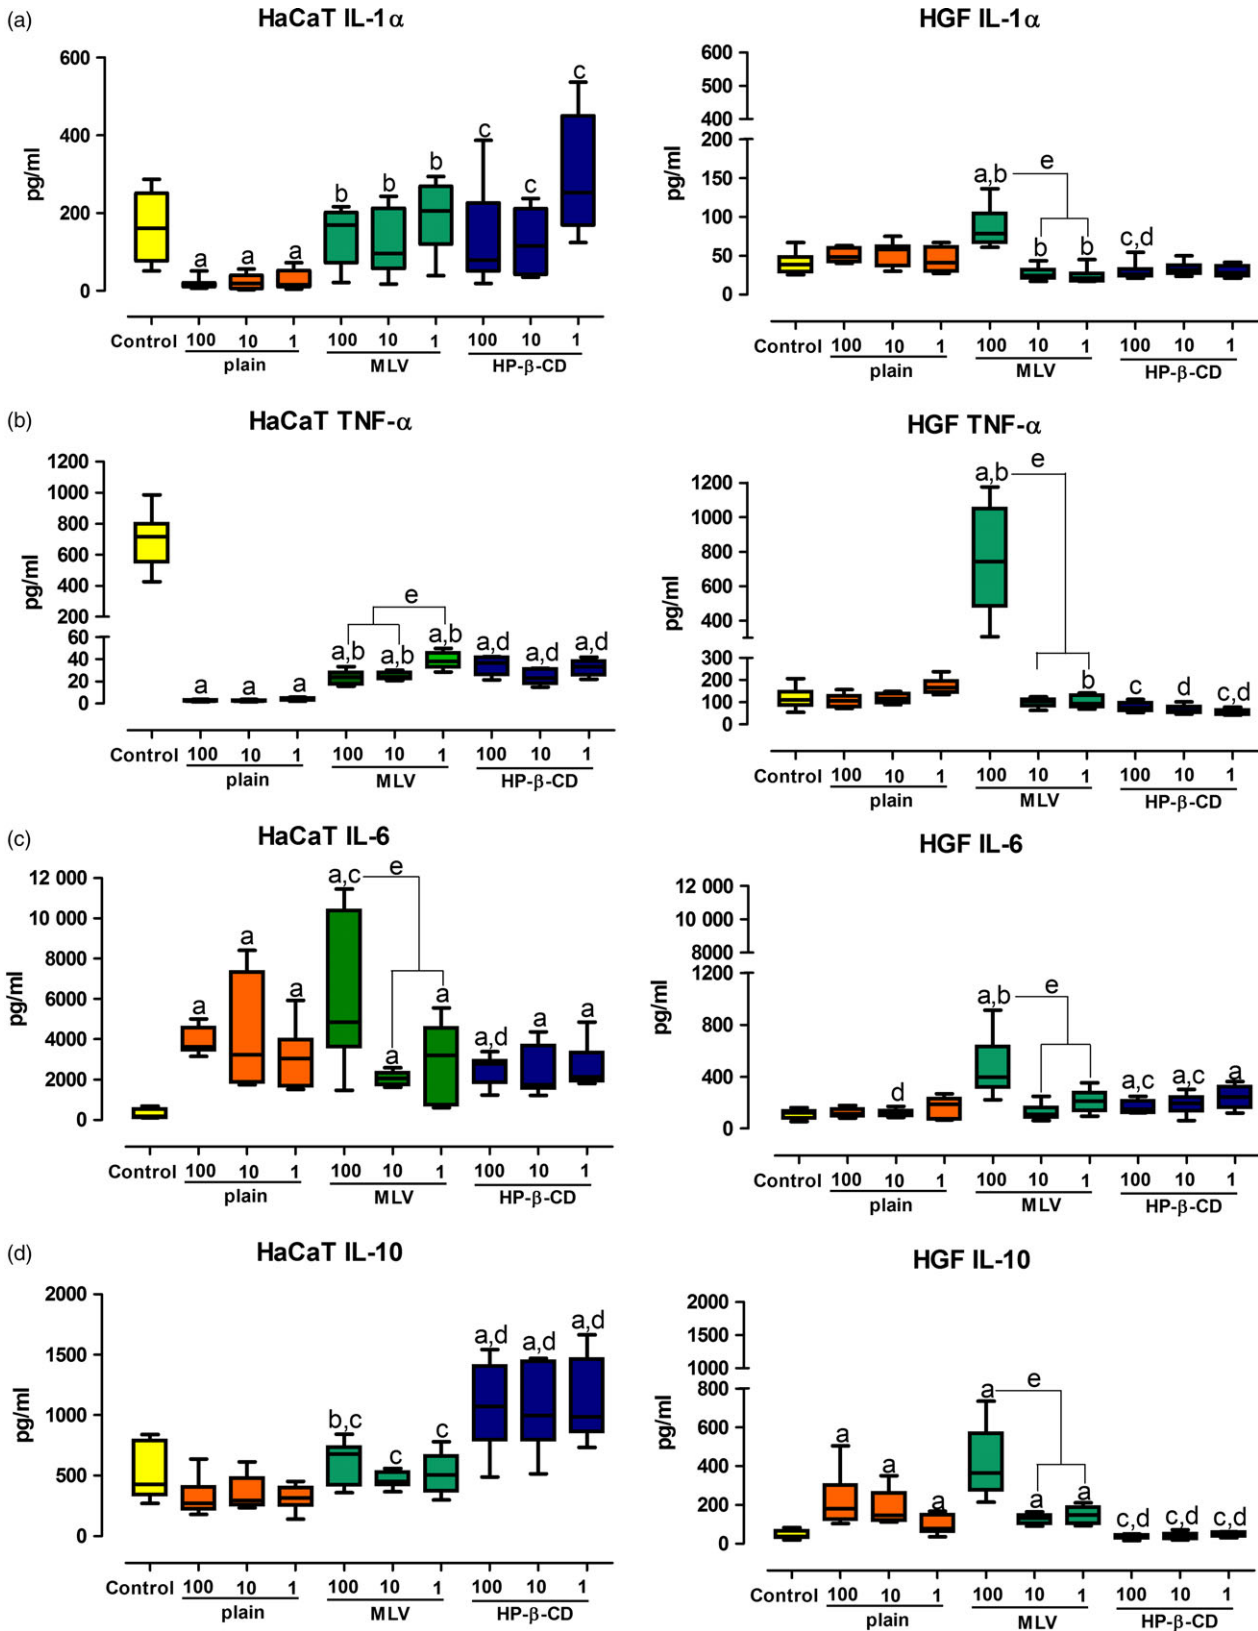 (a)
HaCaT IL-1α
600
400
200
0
pg/ml
a a a b b b c c c
Control 100 10 1 100 10 1 100 10 1
plain MLV HP-β-CD
HGF IL-1α
600
500
400
200
150
100
50
0
pg/ml
a,b e b b c,d
Control 100 10 1 100 10 1 100 10 1
plain MLV HP-β-CD
(b)
HaCaT TNF-α
1200
1000
800
600
400
200
60
40
20
0
pg/ml
e
a a a a,b a,b a,b a,d a,d a,d
Control 100 10 1 100 10 1 100 10 1
plain MLV HP-β-CD
HGF TNF-α
1200
1000
800
600
400
300
200
100
0
pg/ml
a,b e
b c d c,d
Control 100 10 1 100 10 1 100 10 1
plain MLV HP-β-CD
(c)
HaCaT IL-6
12 000
10 000
8000
6000
4000
2000
0
pg/ml
a,c e
a a a a a a,d a a
Control 100 10 1 100 10 1 100 10 1
plain MLV HP-β-CD
HGF IL-6
12 000
10 000
8000
1200
800
400
0
pg/ml
a,b e
d a,c a,c a
Control 100 10 1 100 10 1 100 10 1
plain MLV HP-β-CD
(d)
HaCaT IL-10
2000
1500
1000
500
0
pg/ml
b,c c c a,d a,d a,d
Control 100 10 1 100 10 1 100 10 1
plain MLV HP-β-CD
HGF IL-10
2000
1500
1000
800
600
400
200
0
pg/ml
a e
a a a a a c,d c,d c,d
Control 100 10 1 100 10 1 100 10 1
plain MLV HP-β-CD